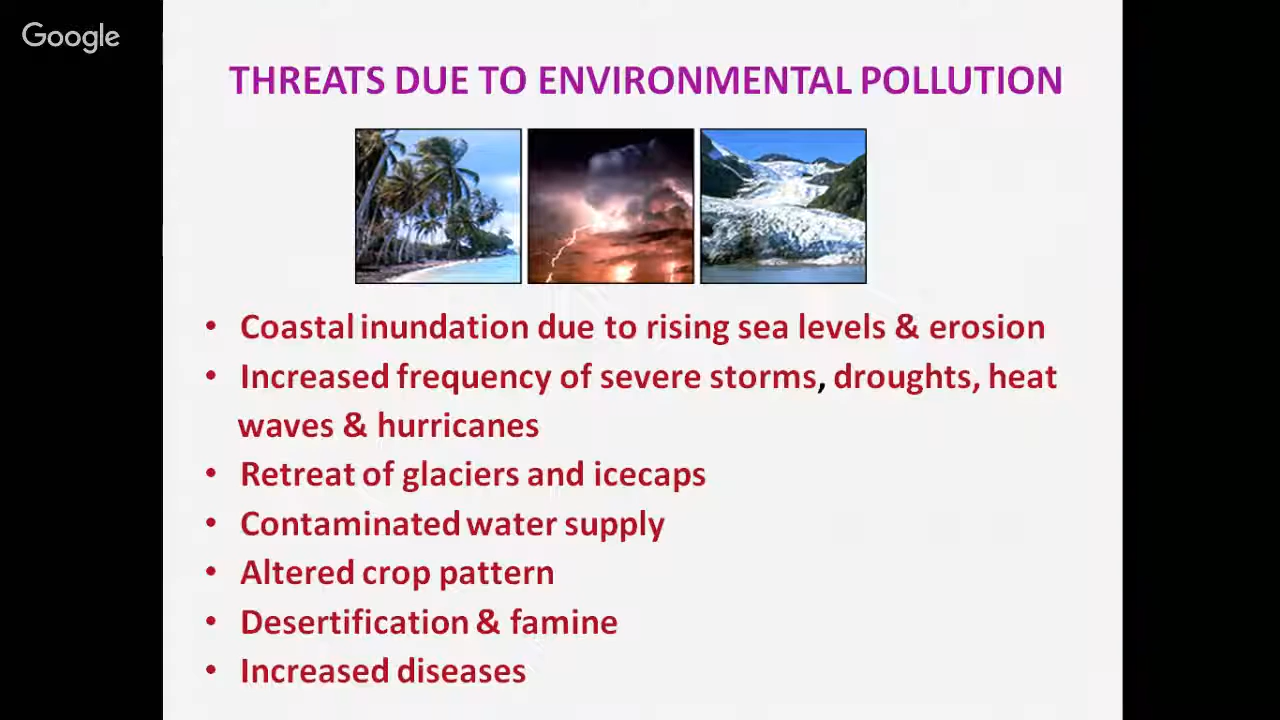 Google
THREATS DUE TO ENVIRONMENTAL POLLUTION
• Coastal inundation due to rising sea levels & erosion
• Increased frequency of severe storms, droughts, heat
waves & hurricanes
• Retreat of glaciers and icecaps
• Contaminated water supply
• Altered crop pattern
• Desertification & famine
• Increased diseases